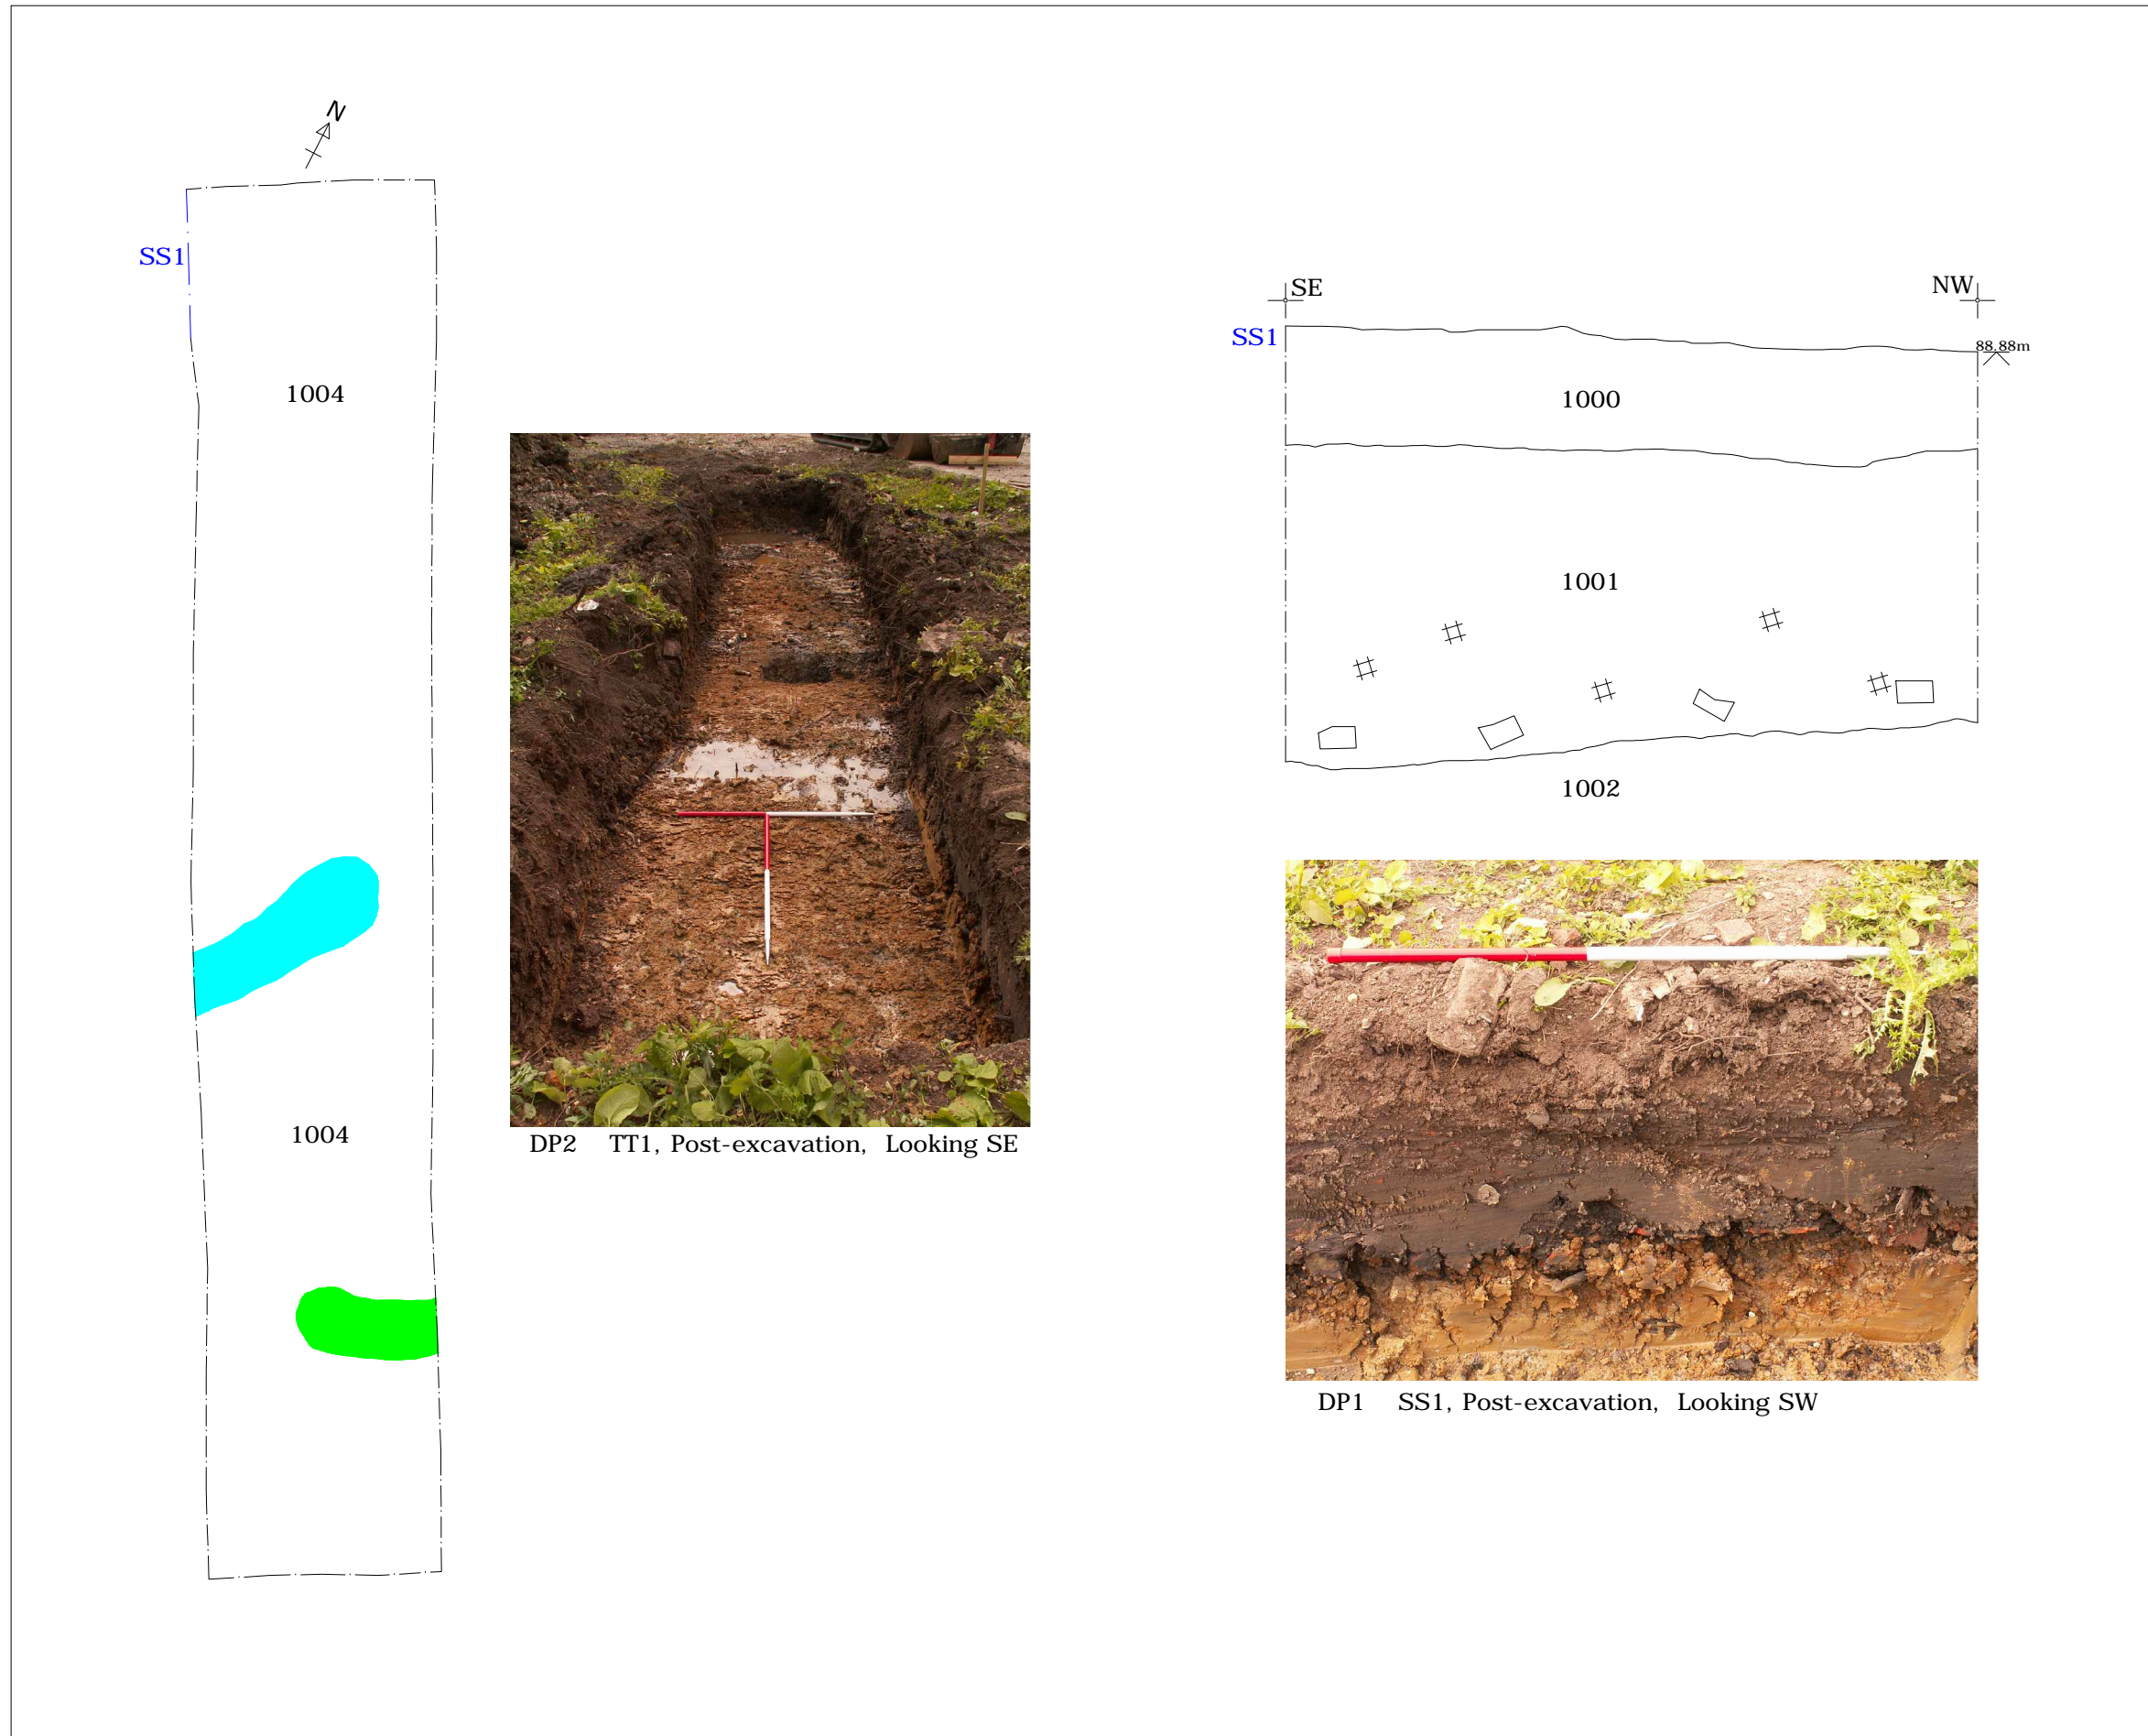 N
SS1
1004
1004
DP2 TT1, Post-excavation, Looking SE
SE
NW
SS1
88.88m
1000
1001
1002
DP1 SS1, Post-excavation, Looking SW